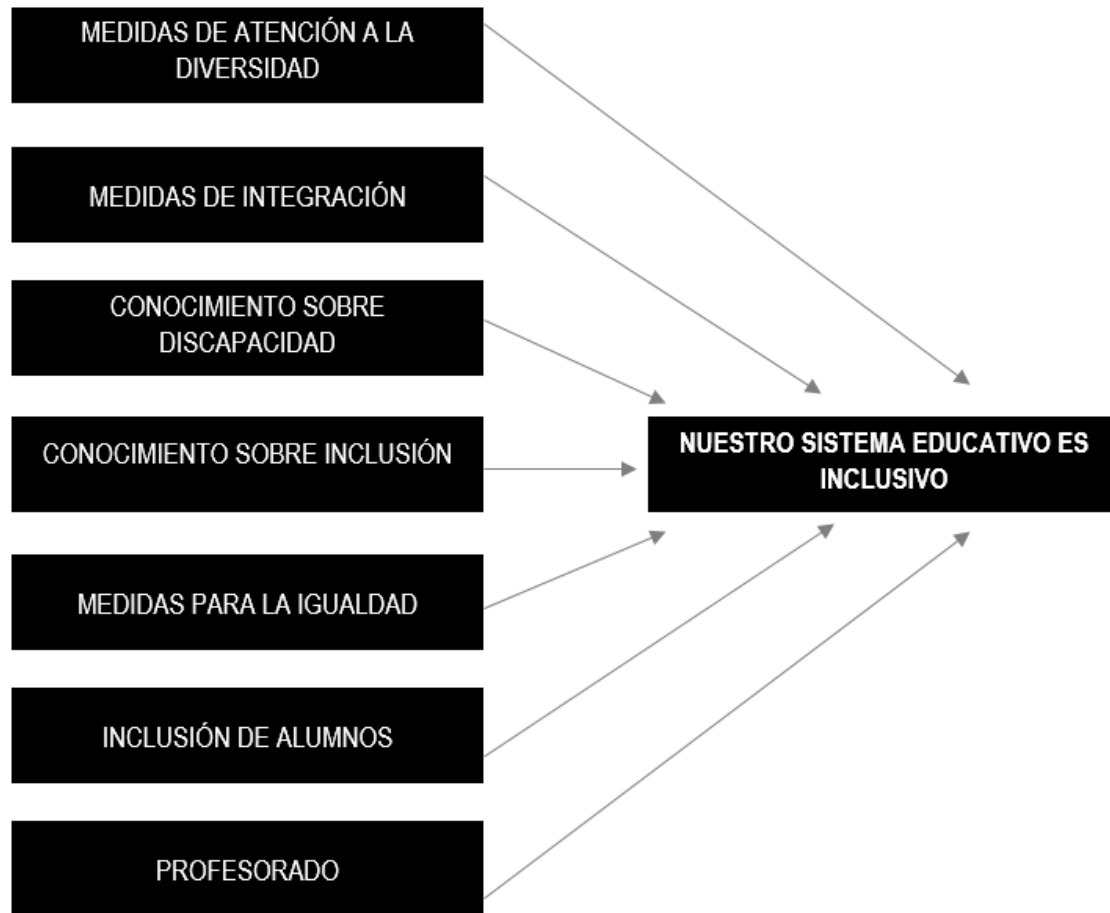 MEDIDAS DE ATENCIÓN A LA
DIVERSIDAD
MEDIDAS DE INTEGRACIÓN
CONOCIMIENTO SOBRE
DISCAPACIDAD
CONOCIMIENTO SOBRE INCLUSIÓN
MEDIDAS PARA LA IGUALDAD
INCLUSIÓN DE ALUMNOS
PROFESORADO
NUESTRO SISTEMA EDUCATIVO ES
INCLUSIVO